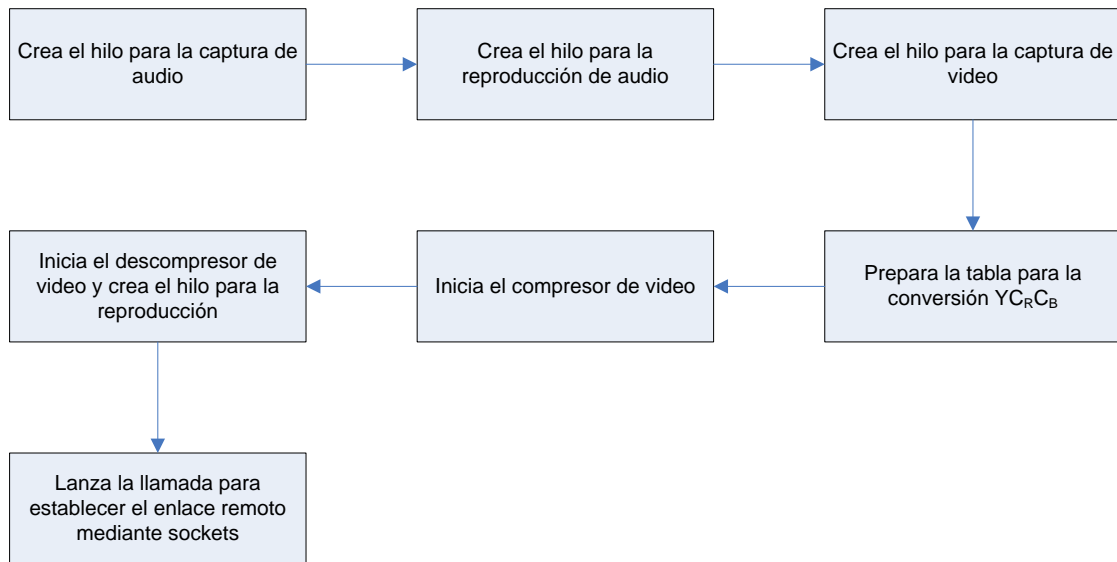 Crea el hilo para la captura de
audio
Crea el hilo para la
reproducción de audio
Crea el hilo para la captura de
video
Prepara la tabla para la
conversión YCRCB
Inicia el compresor de video
Inicia el descompresor de
video y crea el hilo para la
reproducción
Lanza la llamada para
establecer el enlace remoto
mediante sockets